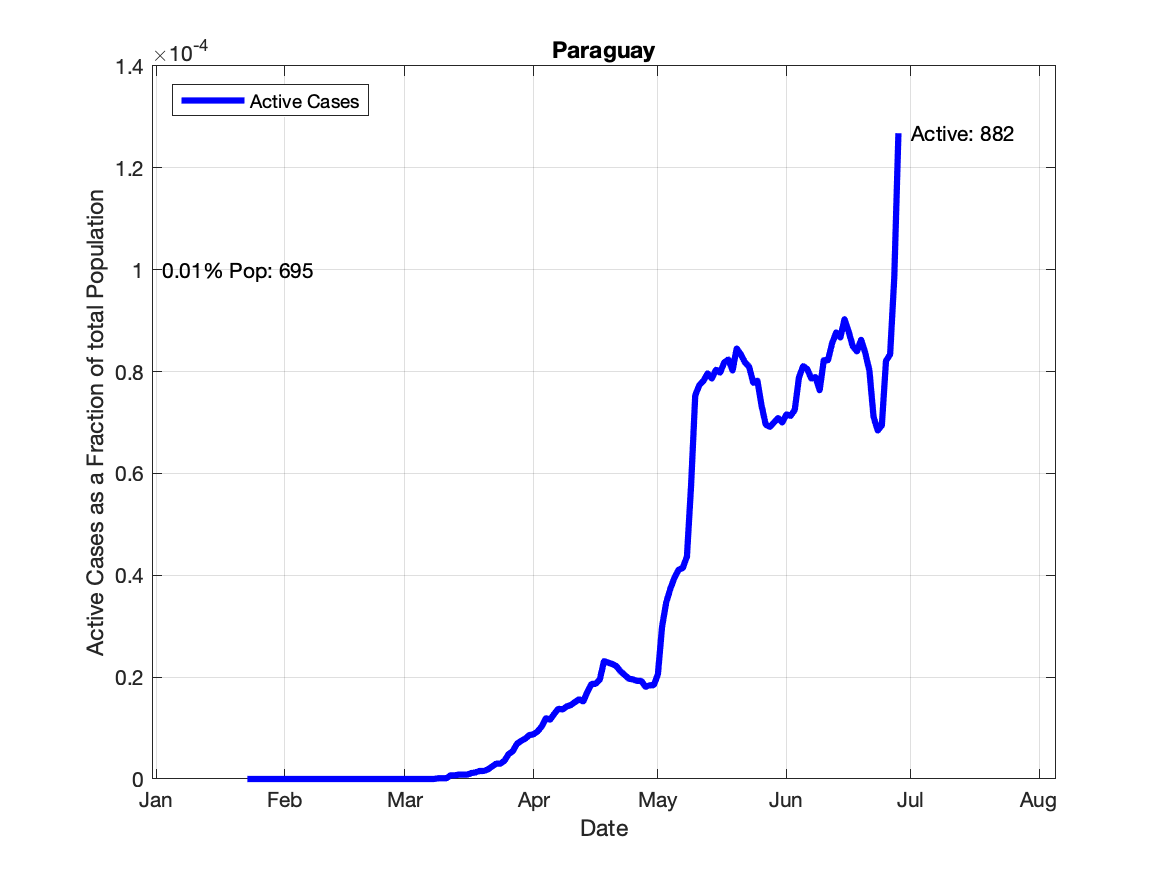 Paraguay
×10-4
1.4
1.2
1
0.8
0.6
0.4
0.2
0
Active Cases
Active: 882
0.01% Pop: 695
Active Cases as a Fraction of total Population
Jan Feb Mar Apr May Jun Jul Aug
Date